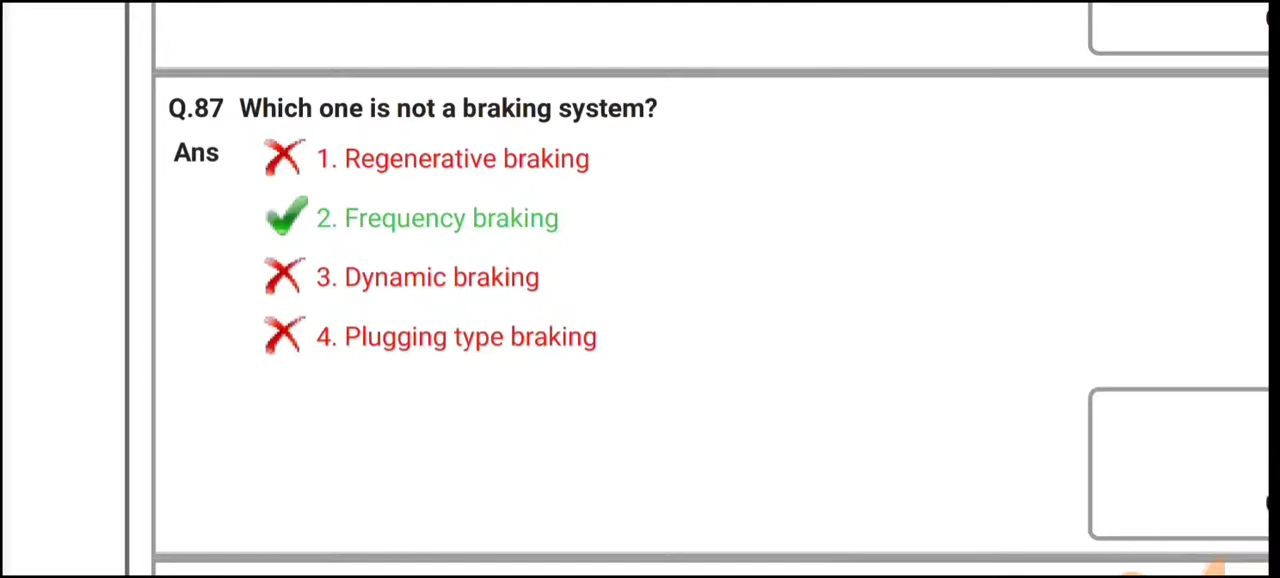 Q.87 Which one is not a braking system?
Ans 1. Regenerative braking
2. Frequency braking
3. Dynamic braking
4. Plugging type braking